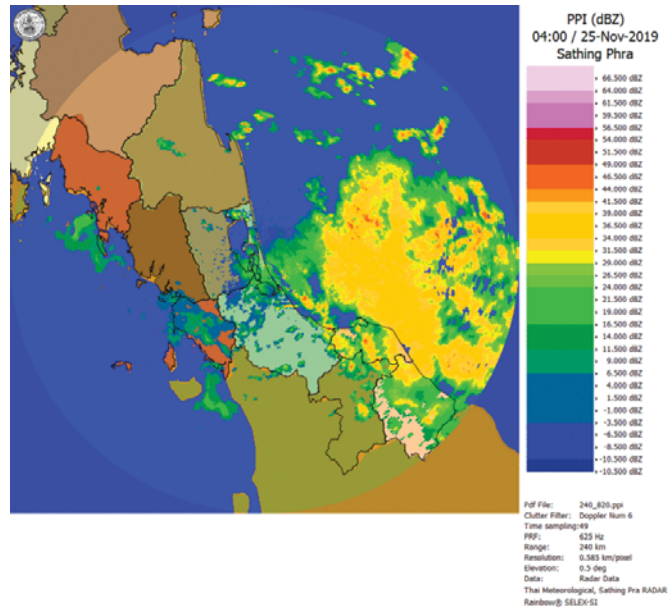 PPI (dBZ)
04:00 / 25-Nov-2019
Sathing Phra
66.500 dBZ
64.000 dBZ
61.500 dBZ
59.500 dBZ
56.500 dBZ
54.000 dBZ
51.500 dBZ
49.000 dBZ
46.500 dBZ
44.000 dBZ
41.500 dBZ
39.000 dBZ
36.500 dBZ
34.000 dBZ
31.500 dBZ
29.000 dBZ
26.500 dBZ
24.000 dBZ
21.500 dBZ
19.000 dBZ
16.500 dBZ
14.000 dBZ
11.500 dBZ
9.000 dBZ
6.500 dBZ
4.000 dBZ
1.500 dBZ
-1.000 dBZ
-3.500 dBZ
-6.500 dBZ
-8.500 dBZ
-10.500 dBZ
-10.500 dBZ
Pdf File: 240_820.ppi
Clutter Filter: Doppler Num 6
Time sampling:49
PRF: 625 Hz
Range: 240 km
Resolution: 0.585 km/pixel
Elevation: 0.5 deg
Data: Radar Data
Thai Meteorological, Sathing Pra RADAR
Rainbow® SELEX-SI